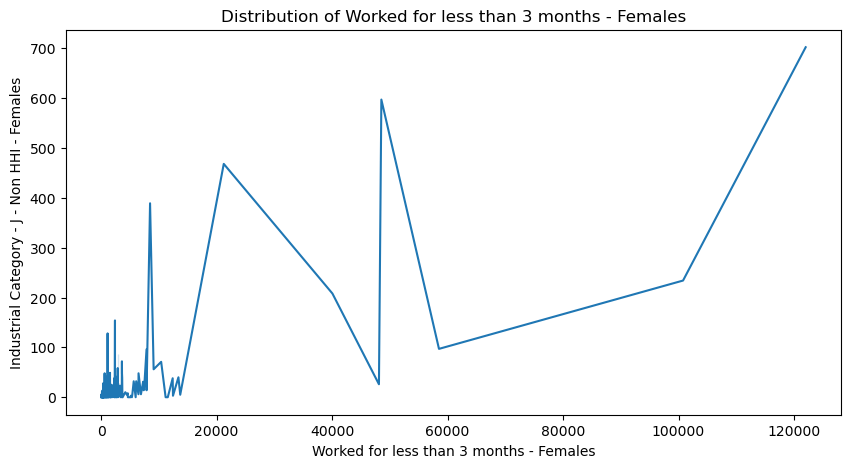 Distribution of Worked for less than 3 months - Females
Industrial Category - J - Non HHI - Females
700
600
500
400
300
200
100
0
0 20000 40000 60000 80000 100000 120000
Worked for less than 3 months - Females